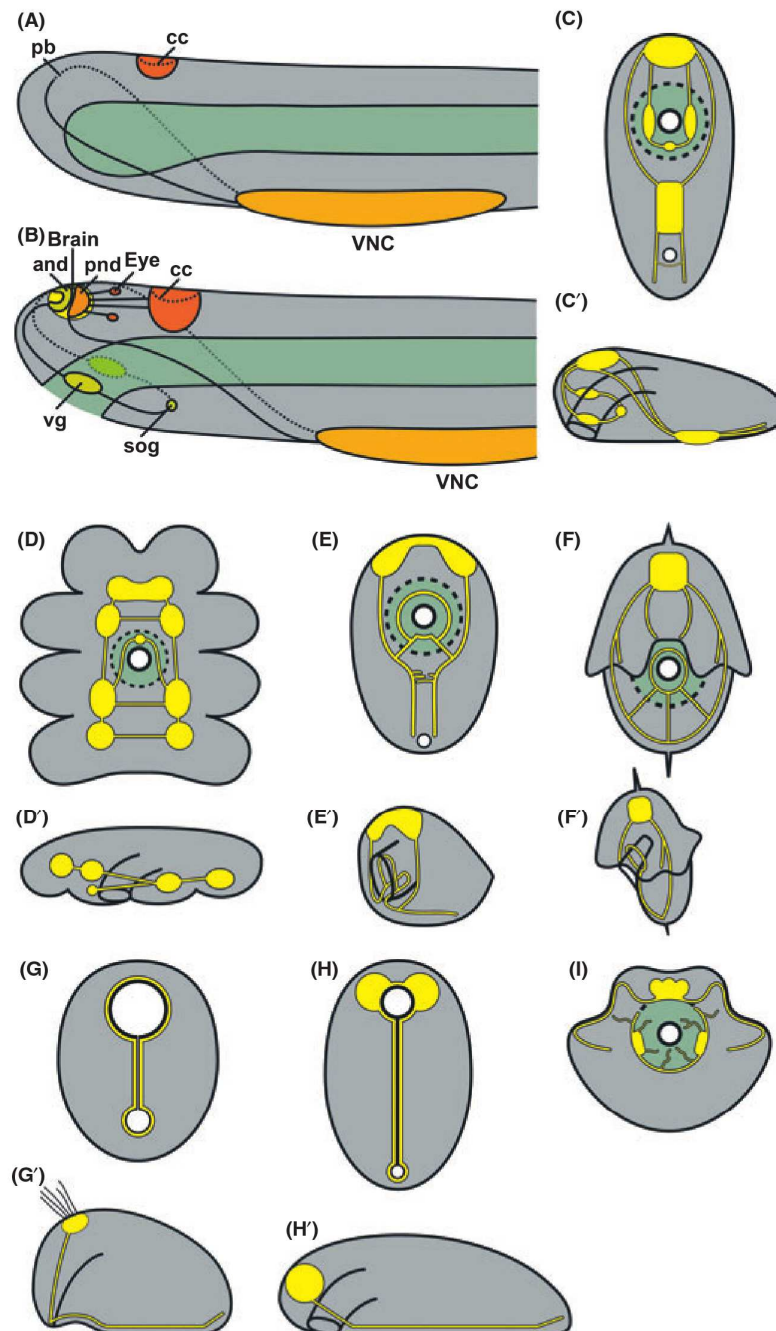 (A)
cc
pb
VNC
(B)
Brain
and
pnd
Eye
cc
vg
sog
VNC
(C)
(C′)
(D)
(E)
(F)
(D′)
(E′)
(F′)
(G)
(H)
(I)
(G′)
(H′)